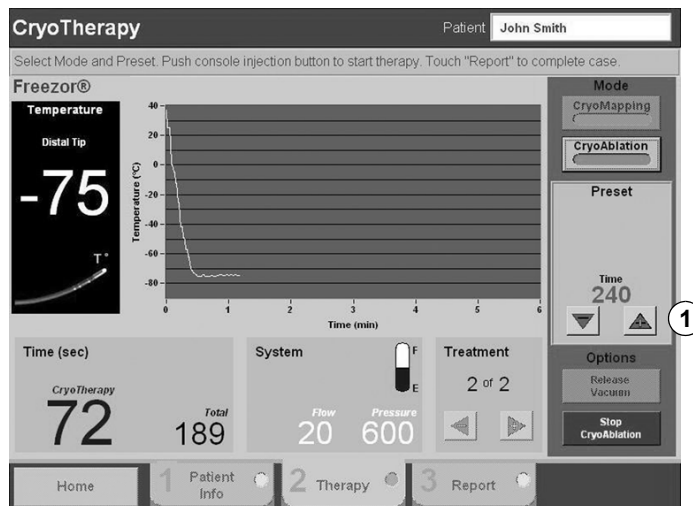 CryoTherapy
Patient John Smith
Select Mode and Preset. Push console injection button to start therapy. Touch "Report" to complete case.
Freezor®
Temperature
Distal Tip
-75
T°
Temperature (°C)
40
20
0
-20
-40
-60
-80
0 1 2 3 4 5 6
Time (min)
Mode
CryoMapping
CryoAblation
Preset
Time
240
1
Time (sec)
CryoTherapy
72
Total
189
System
F
E
Flow
20
Pressure
600
Treatment
2 of 2
Options
Release
Vacuum
Stop
CryoAblation
Home
1 Patient
Info
2 Therapy
3 Report